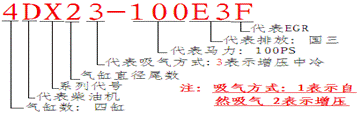 4DX23-100E3F
代表EGR
代表排放: 国三
代表马力: 100PS
代表吸气方式: 3表示增压中冷
气缸直径尾数
系列代号
代表柴油机
气缸数: 四缸
注: 吸气方式: 1表示自
然吸气 2表示增压